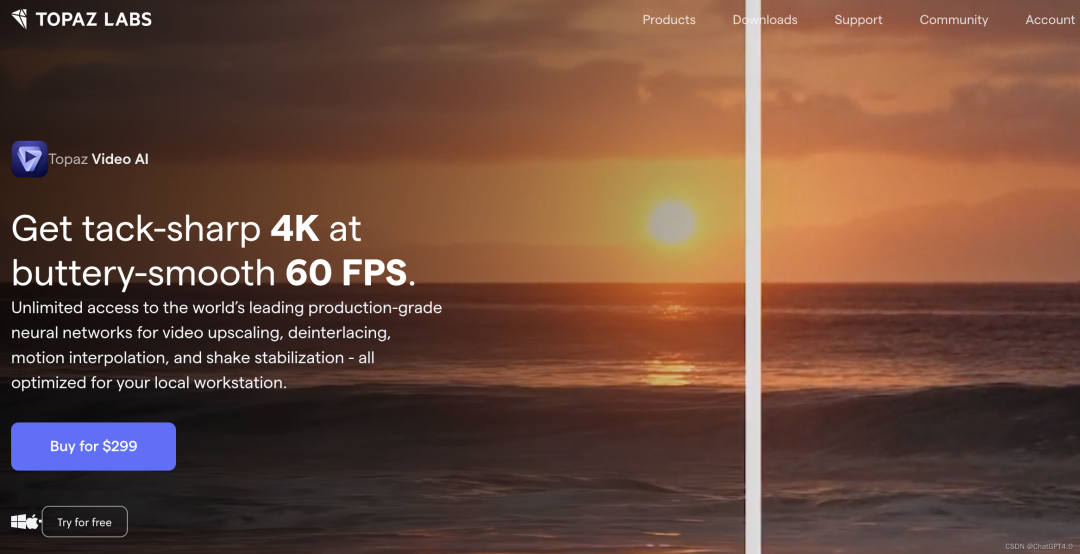 TOPAZ LABS
Products Downloads Support Community Account
Topaz Video AI
Get tack-sharp 4K at
buttery-smooth 60 FPS.
Unlimited access to the world’s leading production-grade
neural networks for video upscaling, deinterlacing,
motion interpolation, and shake stabilization - all
optimized for your local workstation.
Buy for $299
Try for free
CSDN @ChatGPT4_0